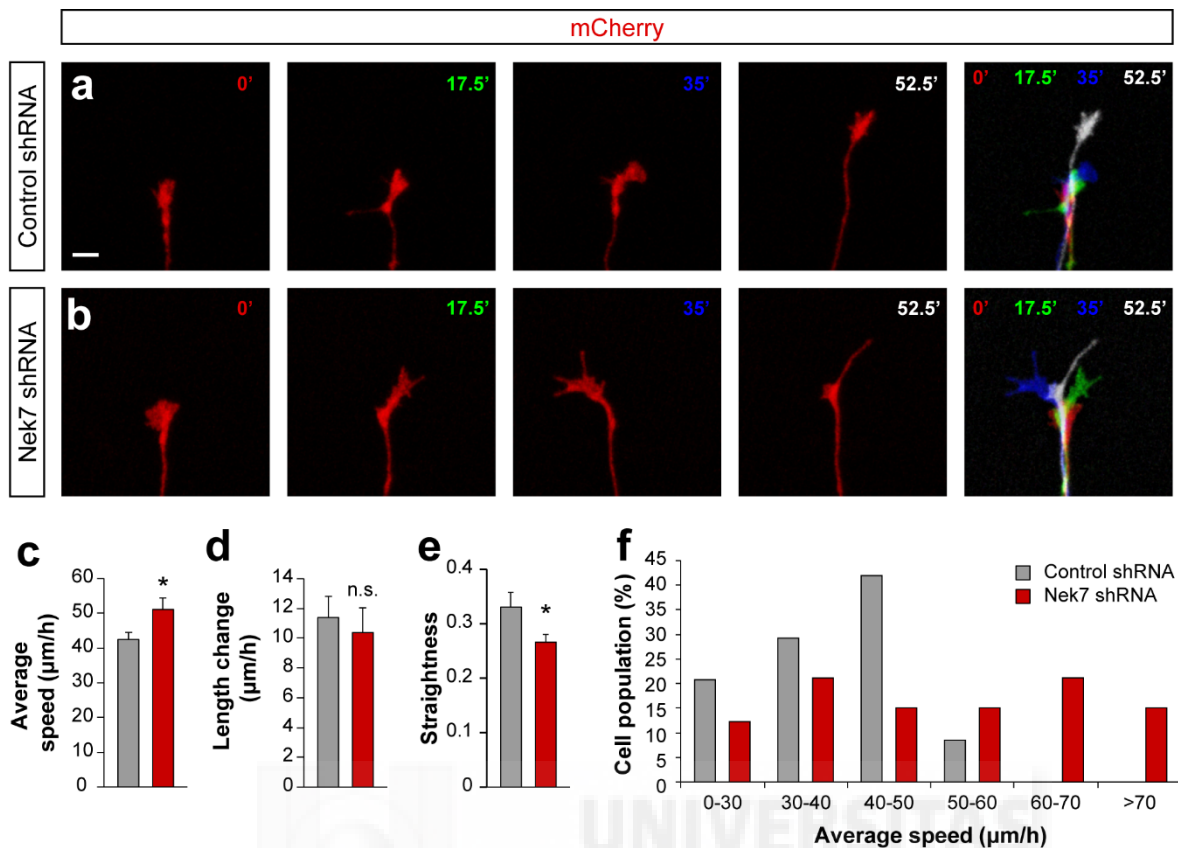 mCherry
Control shRNA
a
0'
17.5'
35'
52.5'
0' 17.5' 35' 52.5'
Nek7 shRNA
b
0'
17.5'
35'
52.5'
0' 17.5' 35' 52.5'
c
Average
speed (µm/h)
60
50
40
30
20
10
0
*
d
Length change
(µm/h)
14
12
10
8
6
4
2
0
n.s.
e
Straightness
0.4
0.3
0.2
0.1
0
*
f
Cell population (%)
45
40
35
30
25
20
15
10
5
0
Control shRNA
Nek7 shRNA
0-30 30-40 40-50 50-60 60-70 >70
Average speed (µm/h)
UNIVERSITAS